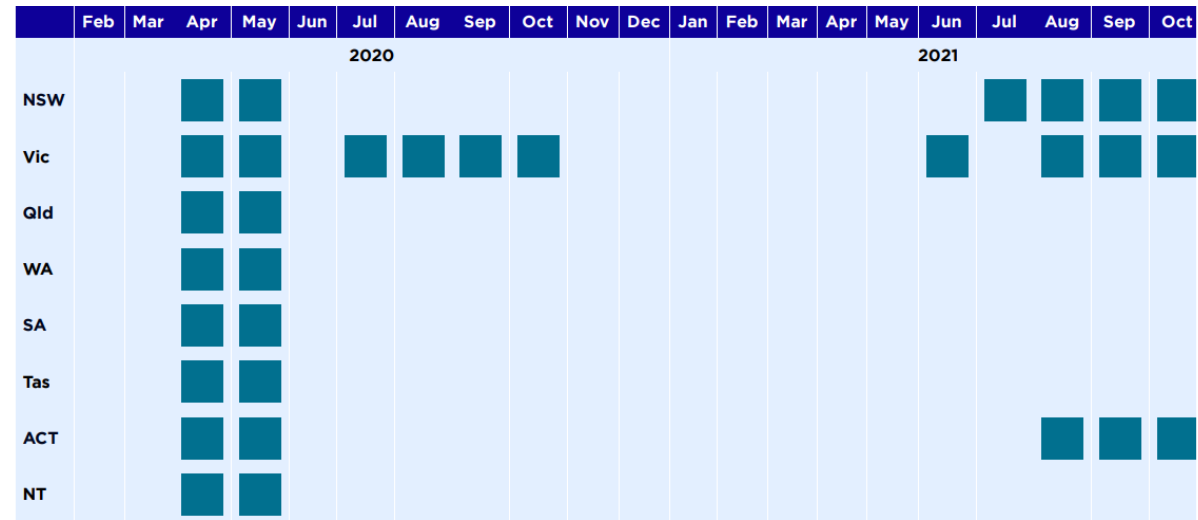 Feb Mar Apr May Jun Jul Aug Sep Oct Nov Dec Jan Feb Mar Apr May Jun Jul Aug Sep Oct
2020 2021
NSW
Vic
Qld
WA
SA
Tas
ACT
NT